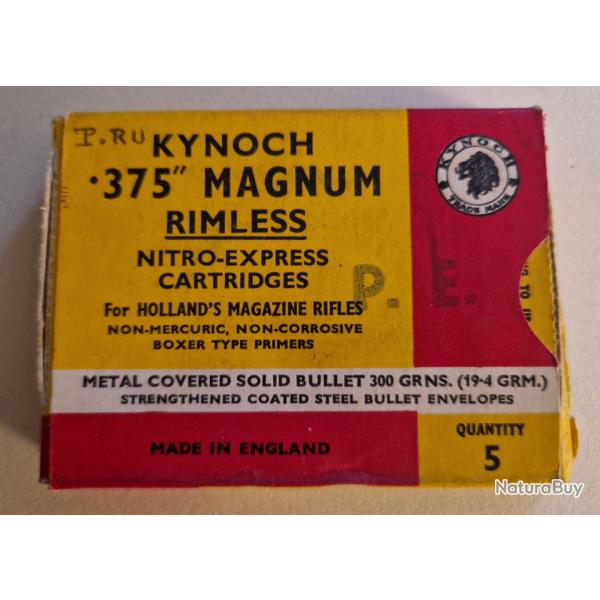 P.RU
KYNOCH
·375" MAGNUM
RIMLESS
NITRO-EXPRESS
CARTRIDGES
For HOLLAND'S MAGAZINE RIFLES
NON-MERCURIC, NON-CORROSIVE
BOXER TYPE PRIMERS
KYNOCH
TRADE MARK
P. E.
METAL COVERED SOLID BULLET 300 GRNS. (19·4 GRM.)
STRENGTHENED COATED STEEL BULLET ENVELOPES
MADE IN ENGLAND
QUANTITY
5
NaturaBuy